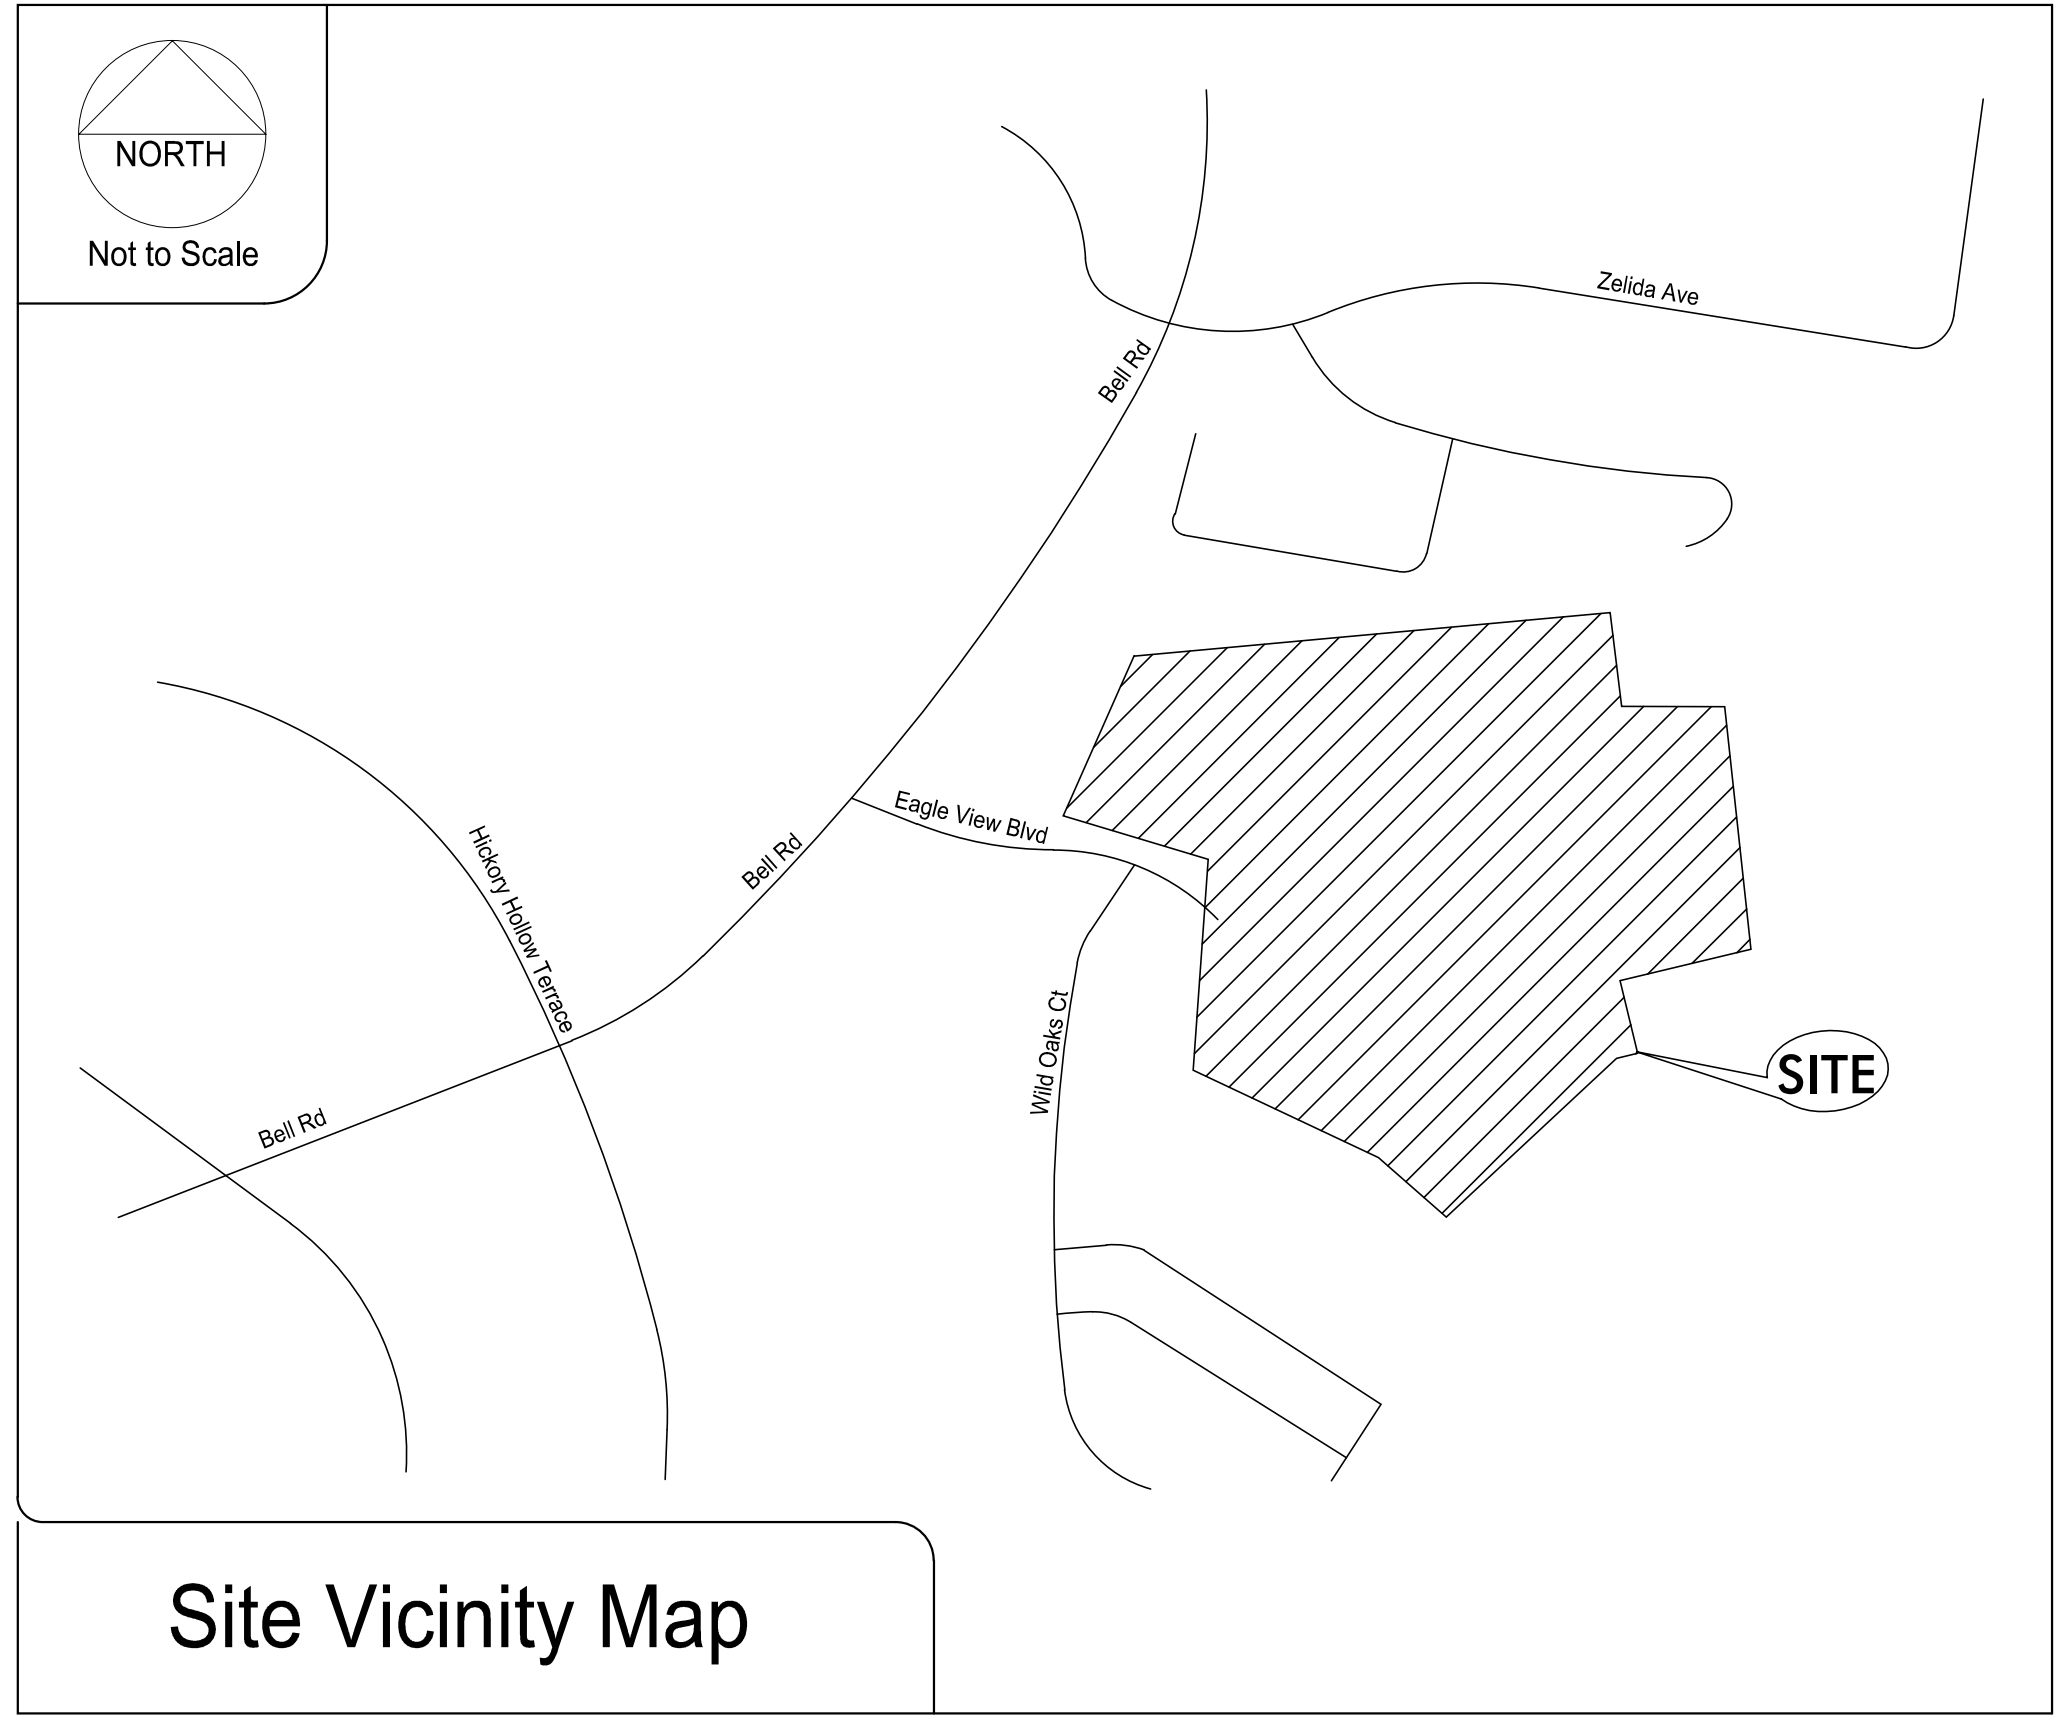 NORTH
Not to Scale
Zelida Ave
Bell Rd
Eagle View Blvd
Bell Rd
Hickory Hollow Terrace
Wild Oaks Ct
SITE
Bell Rd
Site Vicinity Map